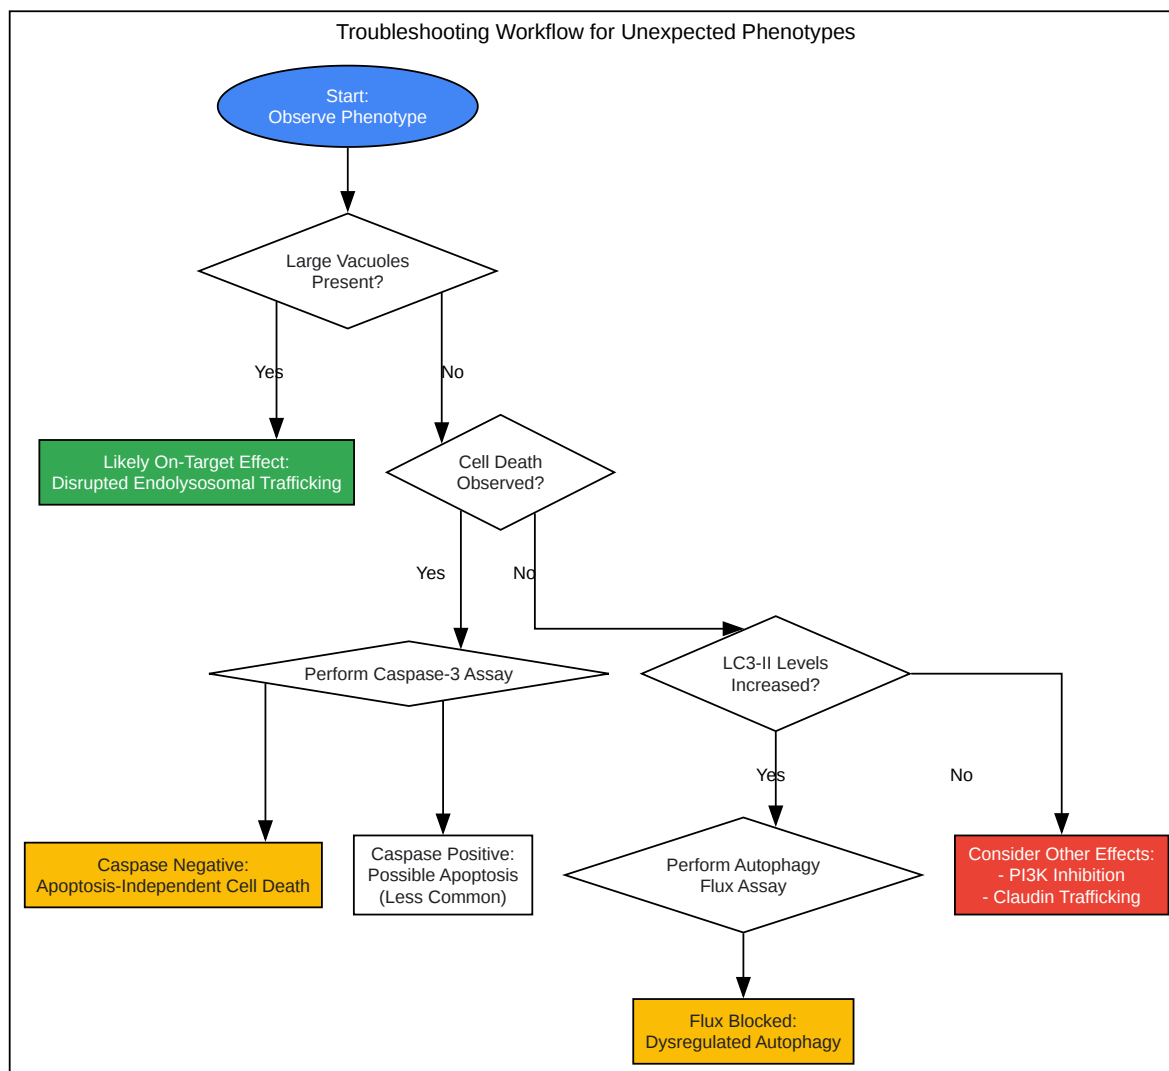 Troubleshooting Workflow for Unexpected Phenotypes
Start:
Observe Phenotype
Large Vacuoles
Present?
Yes
No
Likely On-Target Effect:
Disrupted Endolysosomal Trafficking
Cell Death
Observed?
Yes
No
Perform Caspase-3 Assay
LC3-II Levels
Increased?
Yes
No
Caspase Negative:
Apoptosis-Independent Cell Death
Caspase Positive:
Possible Apoptosis
(Less Common)
Perform Autophagy
Flux Assay
Consider Other Effects:
- PI3K Inhibition
- Claudin Trafficking
Flux Blocked:
Dysregulated Autophagy